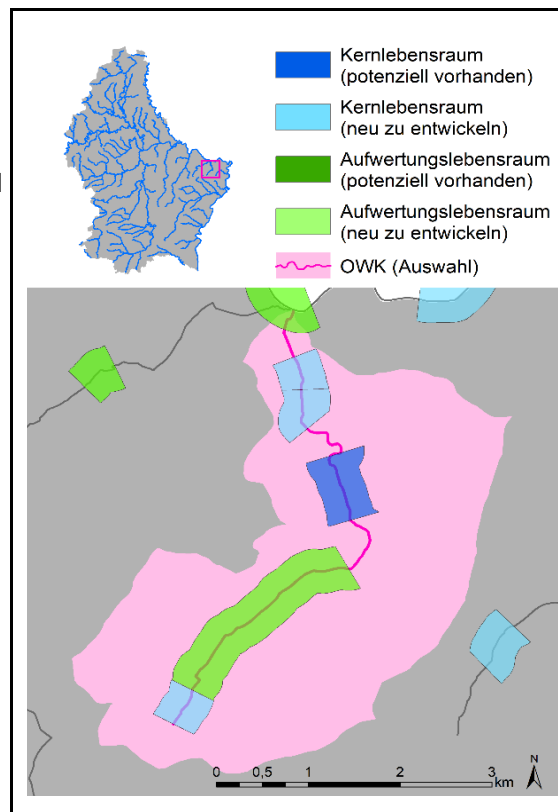 Kernlebensraum
(potenziell vorhanden)
Kernlebensraum
(neu zu entwickeln)
Aufwertungslebensraum
(potenziell vorhanden)
Aufwertungslebensraum
(neu zu entwickeln)
OWK (Auswahl)
N
0 0,5 1 2 3
km